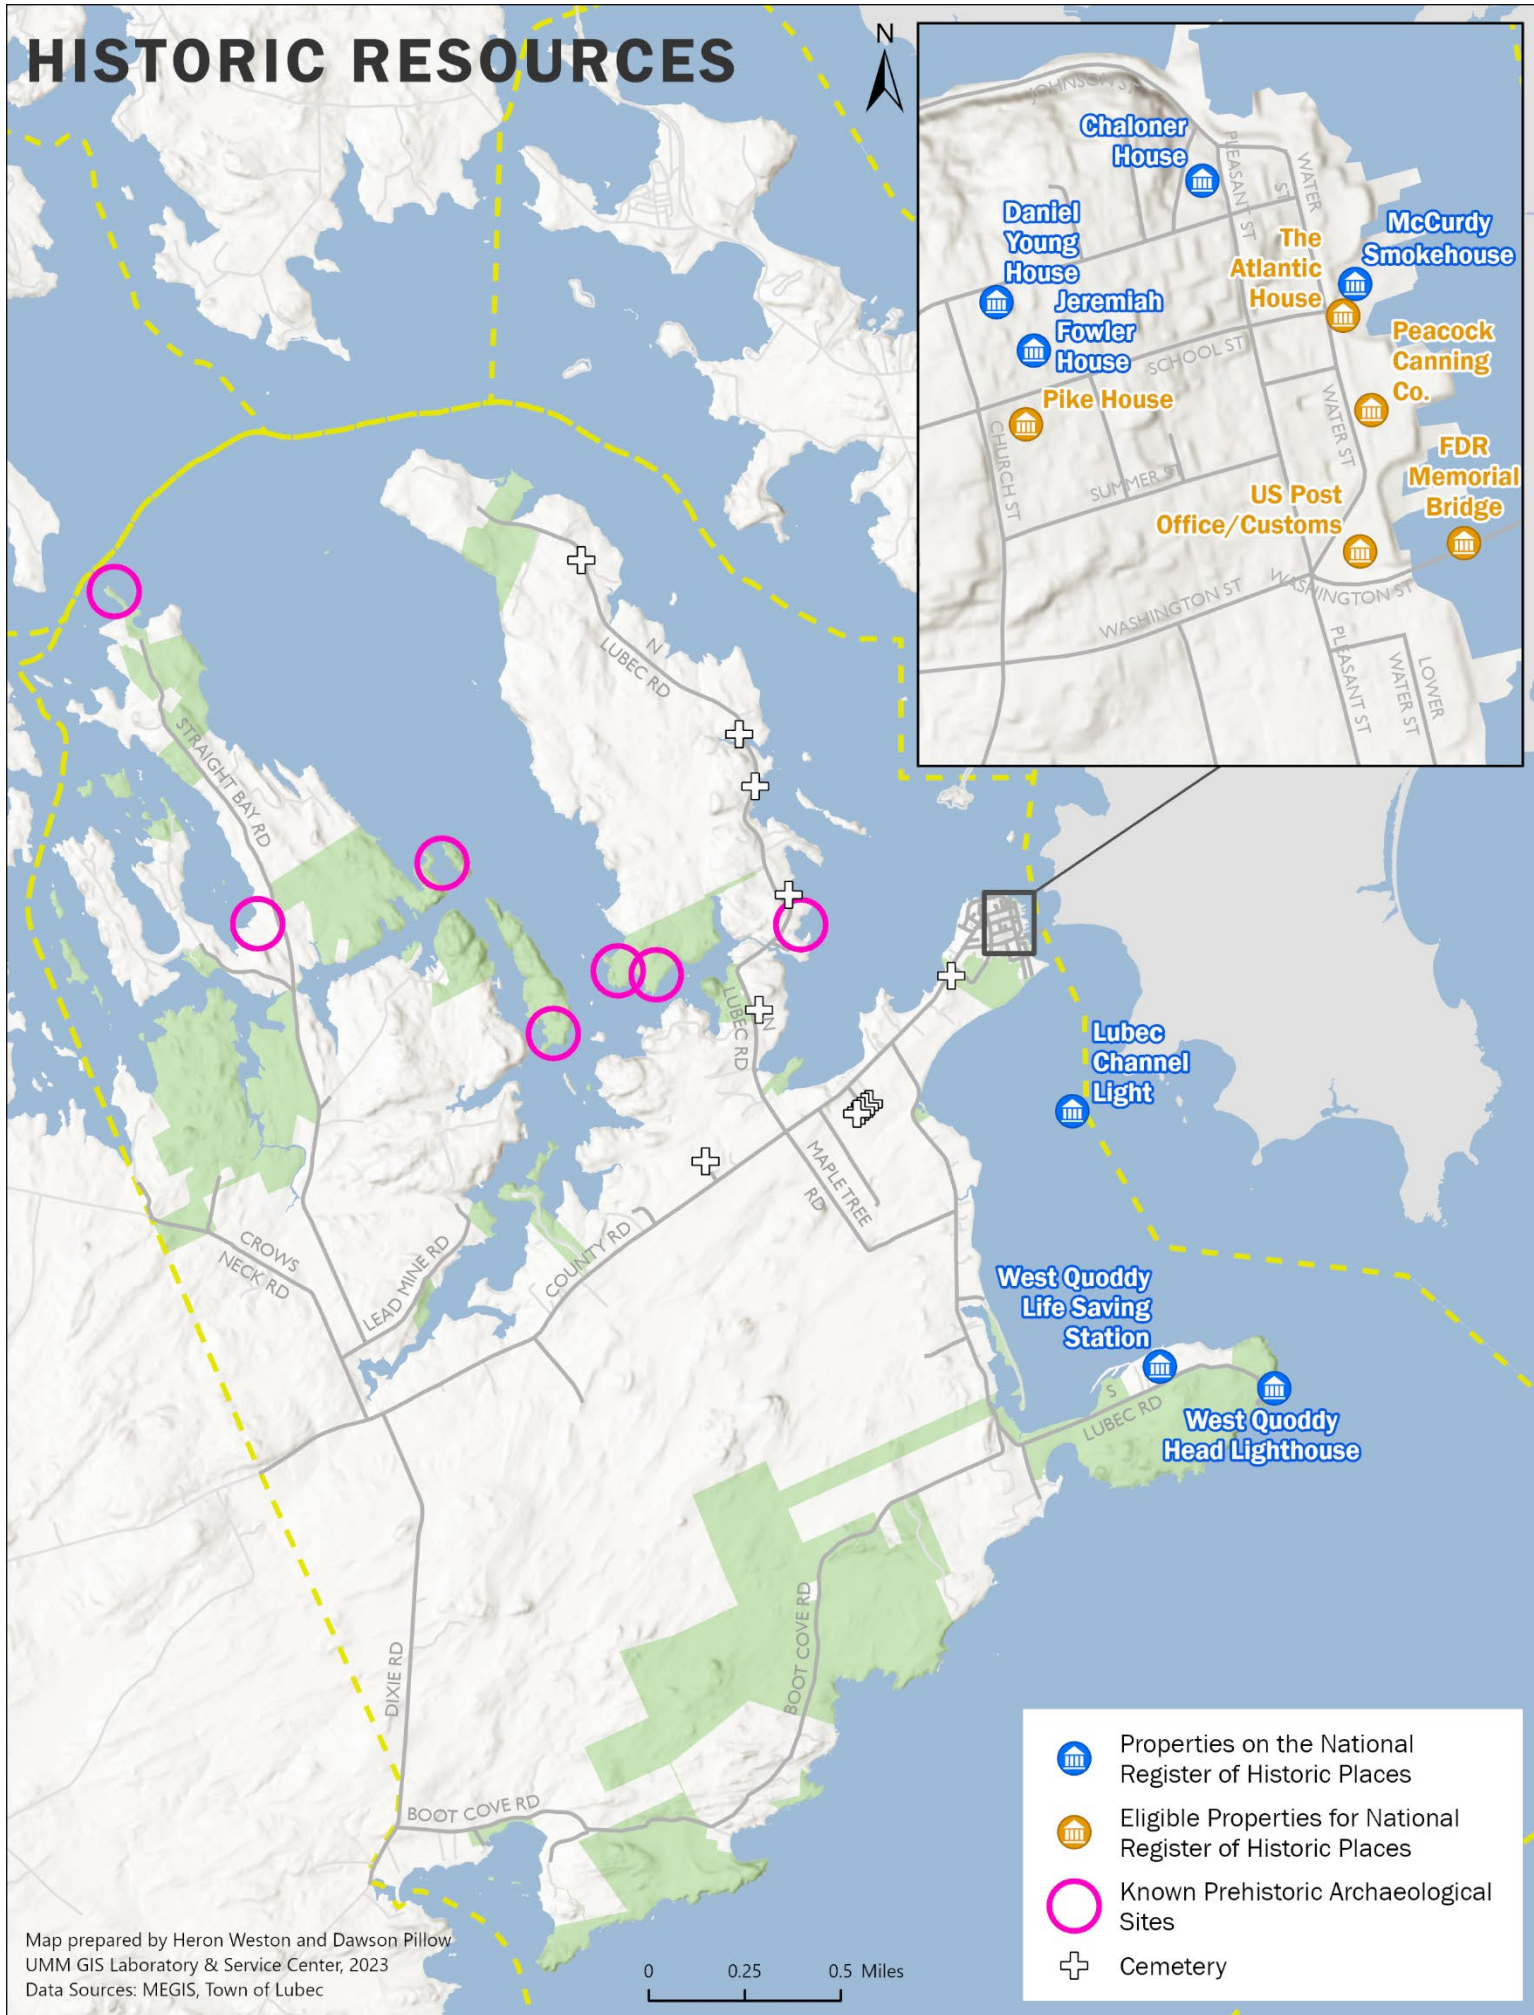 HISTORIC RESOURCES
N
JOHNSON ST
Chaloner
House
PLEASANT ST
WATER
ST
Daniel
Young
House
McCurdy
Smokehouse
The
Atlantic
House
Jeremiah
Fowler
House
SCHOOL ST
Peacock
Canning
Co.
Pike House
WATER ST
CHURCH ST
SUMMER ST
FDR
Memorial
Bridge
US Post
Office/Customs
WASHINGTON ST
WASHINGTON ST
PLEASANT ST
LOWER
WATER ST
N
LUBEC RD
STRAIGHT BAY RD
N
LUBEC RD
Lubec
Channel
Light
MAPLETREE
RD
CROWS
NECK RD
LEAD MINE RD
COUNTY RD
West Quoddy
Life Saving
Station
S
LUBEC RD
West Quoddy
Head Lighthouse
DIXIE RD
BOOT COVE RD
BOOT COVE RD
Properties on the National
Register of Historic Places
Eligible Properties for National
Register of Historic Places
Known Prehistoric Archaeological
Sites
Cemetery
Map prepared by Heron Weston and Dawson Pillow
UMM GIS Laboratory & Service Center, 2023
Data Sources: MEGIS, Town of Lubec
0 0.25 0.5 Miles